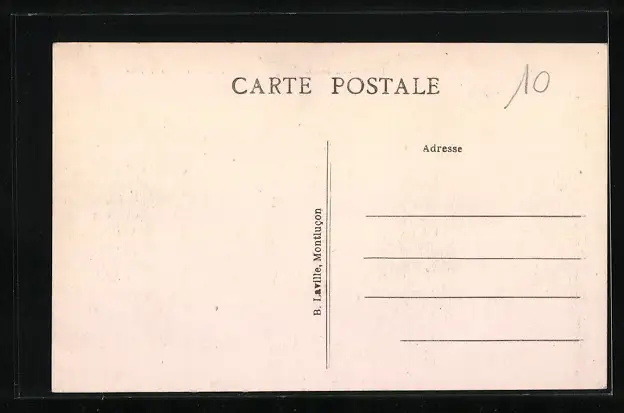 CARTE POSTALE
10
Adresse
B. Laville, Montluçon